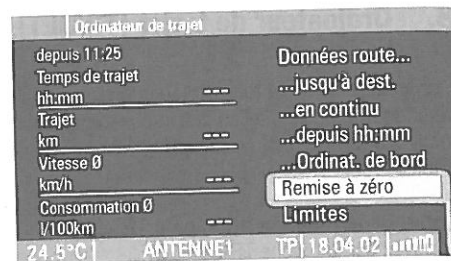 Ordinateur de trajet
depuis 11:25
Temps de trajet
hh:mm ---
Trajet
km ---
Vitesse Ø
km/h ---
Consommation Ø
l/100km ---
Données route...
...jusqu'à dest.
...en continu
...depuis hh:mm
...Ordinat. de bord
Remise à zéro
Limites
24.5°C ANTENNE1 TP 18.04.02